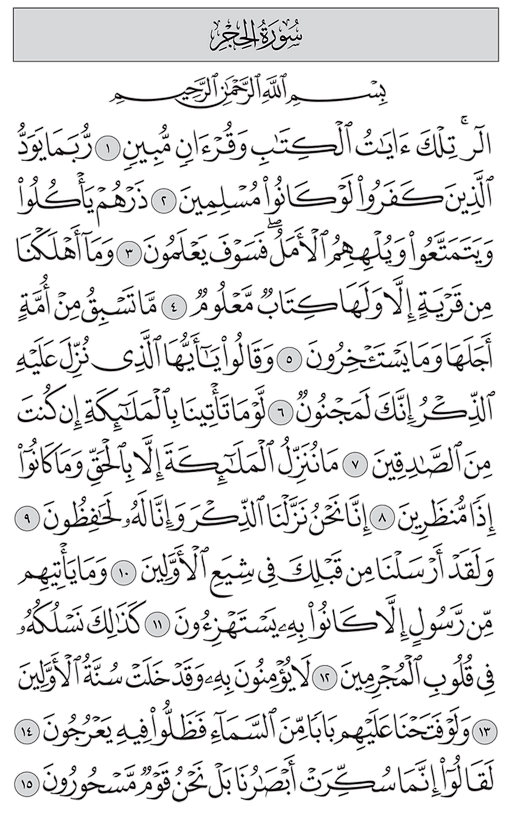 سُورَةُ الحِجْرِ
بِسْمِ اللَّهِ الرَّحْمَٰنِ الرَّحِيمِ
الٓرۚ تِلْكَ ءَايَٰتُ ٱلْكِتَٰبِ وَقُرْءَانٍ مُّبِينٍ ١ رُّبَمَا يَوَدُّ
ٱلَّذِينَ كَفَرُوا۟ لَوْ كَانُوا۟ مُسْلِمِينَ ٢ ذَرْهُمْ يَأْكُلُوا۟
وَيَتَمَتَّعُوا۟ وَيُلْهِهِمُ ٱلْأَمَلُۖ فَسَوْفَ يَعْلَمُونَ ٣ وَمَآ أَهْلَكْنَا
مِن قَرْيَةٍ إِلَّا وَلَهَا كِتَابٌ مَّعْلُومٌ ٤ مَّا تَسْبِقُ مِنْ أُمَّةٍ
أَجَلَهَا وَمَا يَسْتَـْٔخِرُونَ ٥ وَقَالُوا۟ يَٰٓأَيُّهَا ٱلَّذِى نُزِّلَ عَلَيْهِ
ٱلذِّكْرُ إِنَّكَ لَمَجْنُونٌ ٦ لَّوْ مَا تَأْتِينَا بِٱلْمَلَٰٓئِكَةِ إِن كُنتَ
مِنَ ٱلصَّٰدِقِينَ ٧ مَا نُنَزِّلُ ٱلْمَلَٰٓئِكَةَ إِلَّا بِٱلْحَقِّ وَمَا كَانُوٓا۟
إِذًا مُّنظَرِينَ ٨ إِنَّا نَحْنُ نَزَّلْنَا ٱلذِّكْرَ وَإِنَّا لَهُۥ لَحَٰفِظُونَ ٩
وَلَقَدْ أَرْسَلْنَا مِن قَبْلِكَ فِى شِيَعِ ٱلْأَوَّلِينَ ١٠ وَمَا يَأْتِيهِم
مِّن رَّسُولٍ إِلَّا كَانُوا۟ بِهِۦ يَسْتَهْزِءُونَ ١١ كَذَٰلِكَ نَسْلُكُهُۥ
فِى قُلُوبِ ٱلْمُجْرِمِينَ ١٢ لَا يُؤْمِنُونَ بِهِۦ وَقَدْ خَلَتْ سُنَّةُ ٱلْأَوَّلِينَ
١٣ وَلَوْ فَتَحْنَا عَلَيْهِم بَابًا مِّنَ ٱلسَّمَآءِ فَظَلُّوا۟ فِيهِ يَعْرُجُونَ ١٤
لَقَالُوٓا۟ إِنَّمَا سُكِّرَتْ أَبْصَٰرُنَا بَلْ نَحْنُ قَوْمٌ مَّسْحُورُونَ ١٥